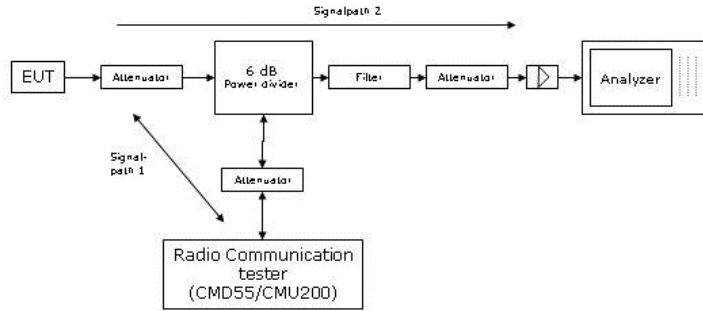 Signalpath 2
EUT
Attenuator
6 dB
Power divider
Filter
Attenuator
Analyzer
Signal-
path 1
Attenuator
Radio Communication
tester
(CMD55/CMU200)